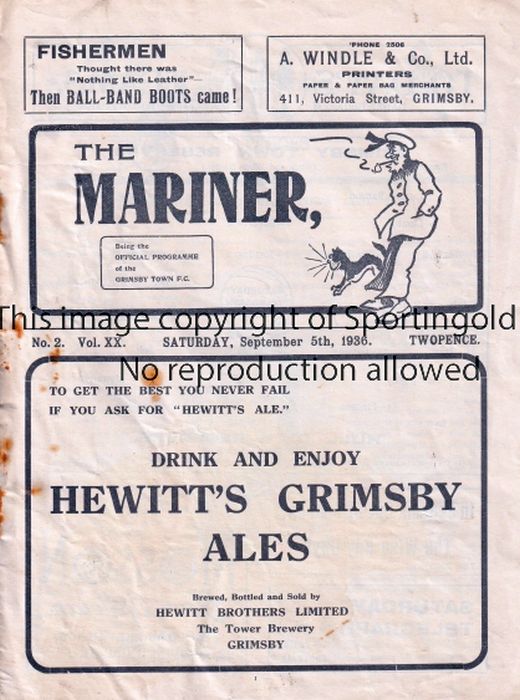 FISHERMEN
Thought there was
"Nothing Like Leather"—
Then BALL-BAND BOOTS came!
'PHONE 2506
A. WINDLE & Co., Ltd.
PRINTERS
PAPER & PAPER BAG MERCHANTS
411, Victoria Street, GRIMSBY.
THE
MARINER,
Being the
OFFICIAL PROGRAMME
of the
GRIMSBY TOWN F.C.
This image copyright of Sportingold
No. 2. Vol. XX. SATURDAY, September 5th, 1936. TWOPENCE.
No reproduction allowed
TO GET THE BEST YOU NEVER FAIL
IF YOU ASK FOR "HEWITT'S ALE."
DRINK AND ENJOY
HEWITT'S GRIMSBY
ALES
Brewed, Bottled and Sold by
HEWITT BROTHERS LIMITED
The Tower Brewery
GRIMSBY
1